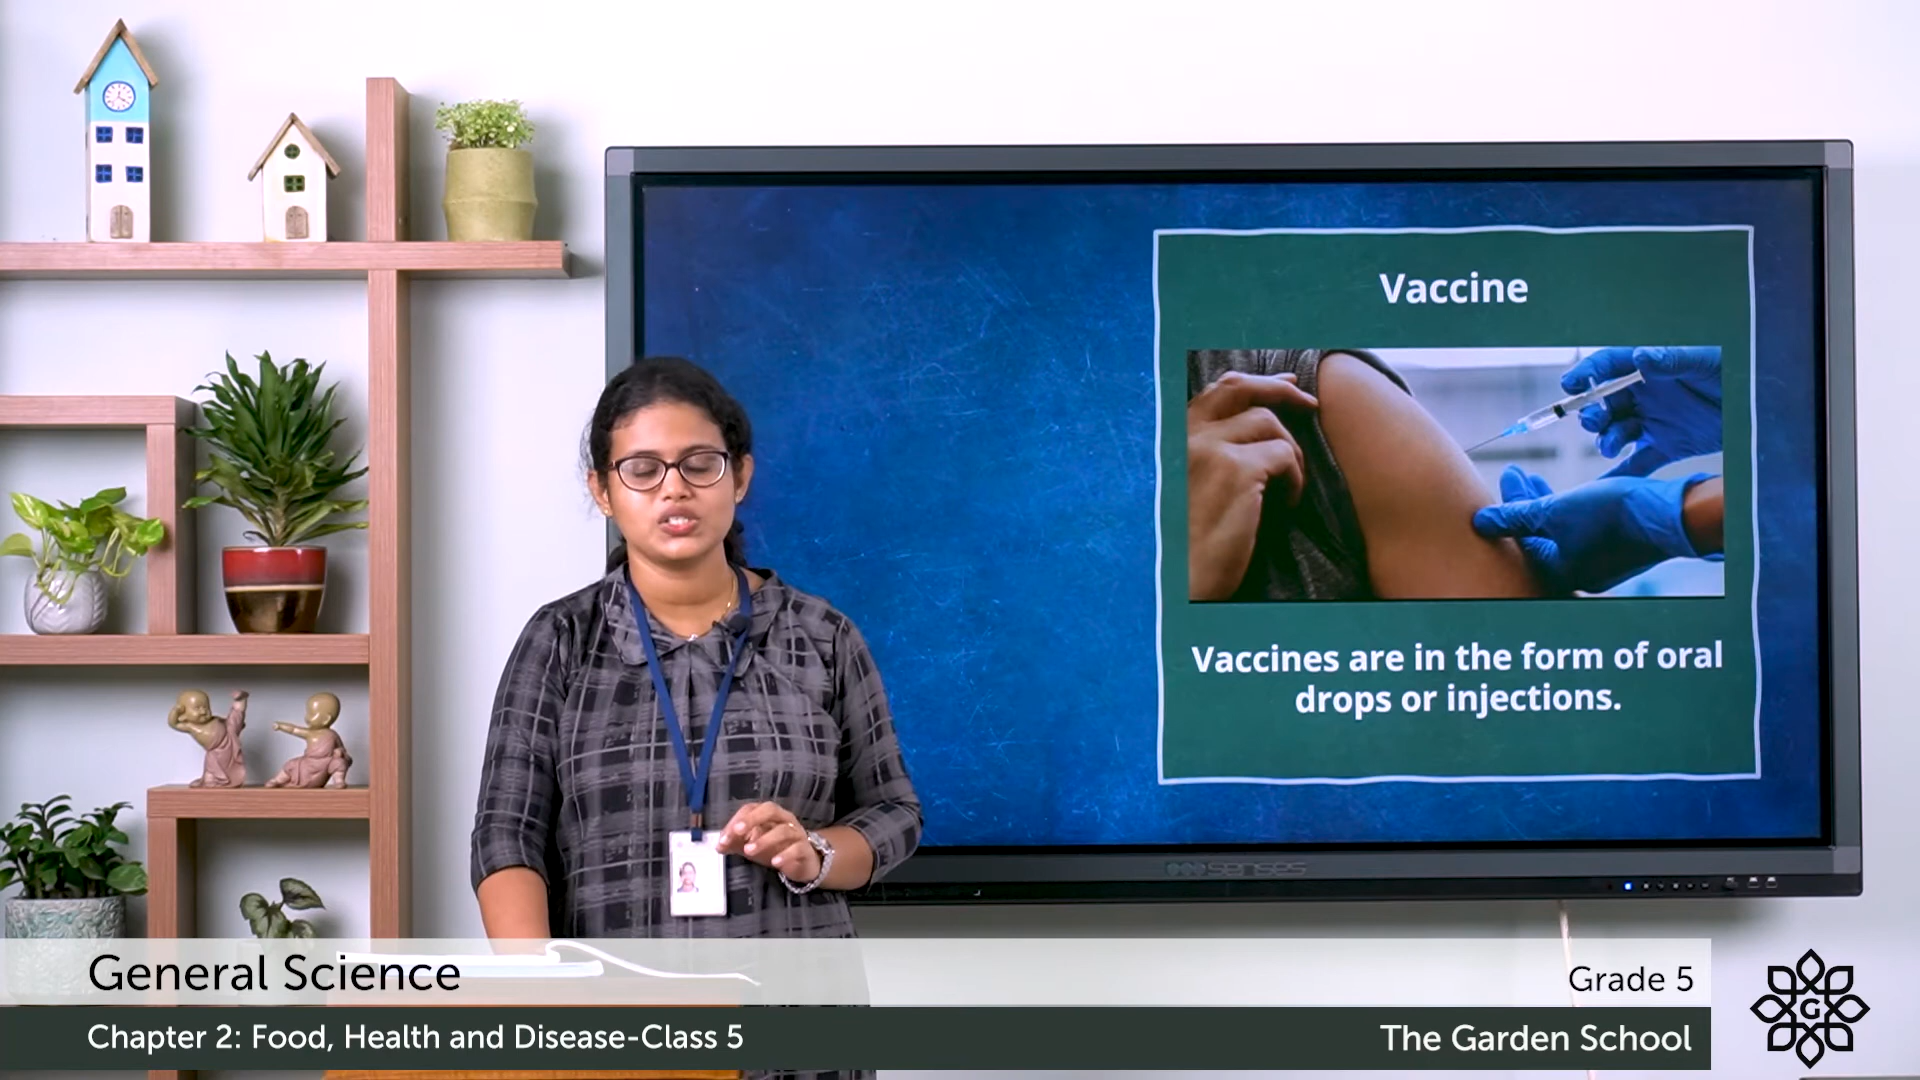 Vaccine
Vaccines are in the form of oral
drops or injections.
senses
General Science
Grade 5
Chapter 2: Food, Health and Disease-Class 5
The Garden School
G